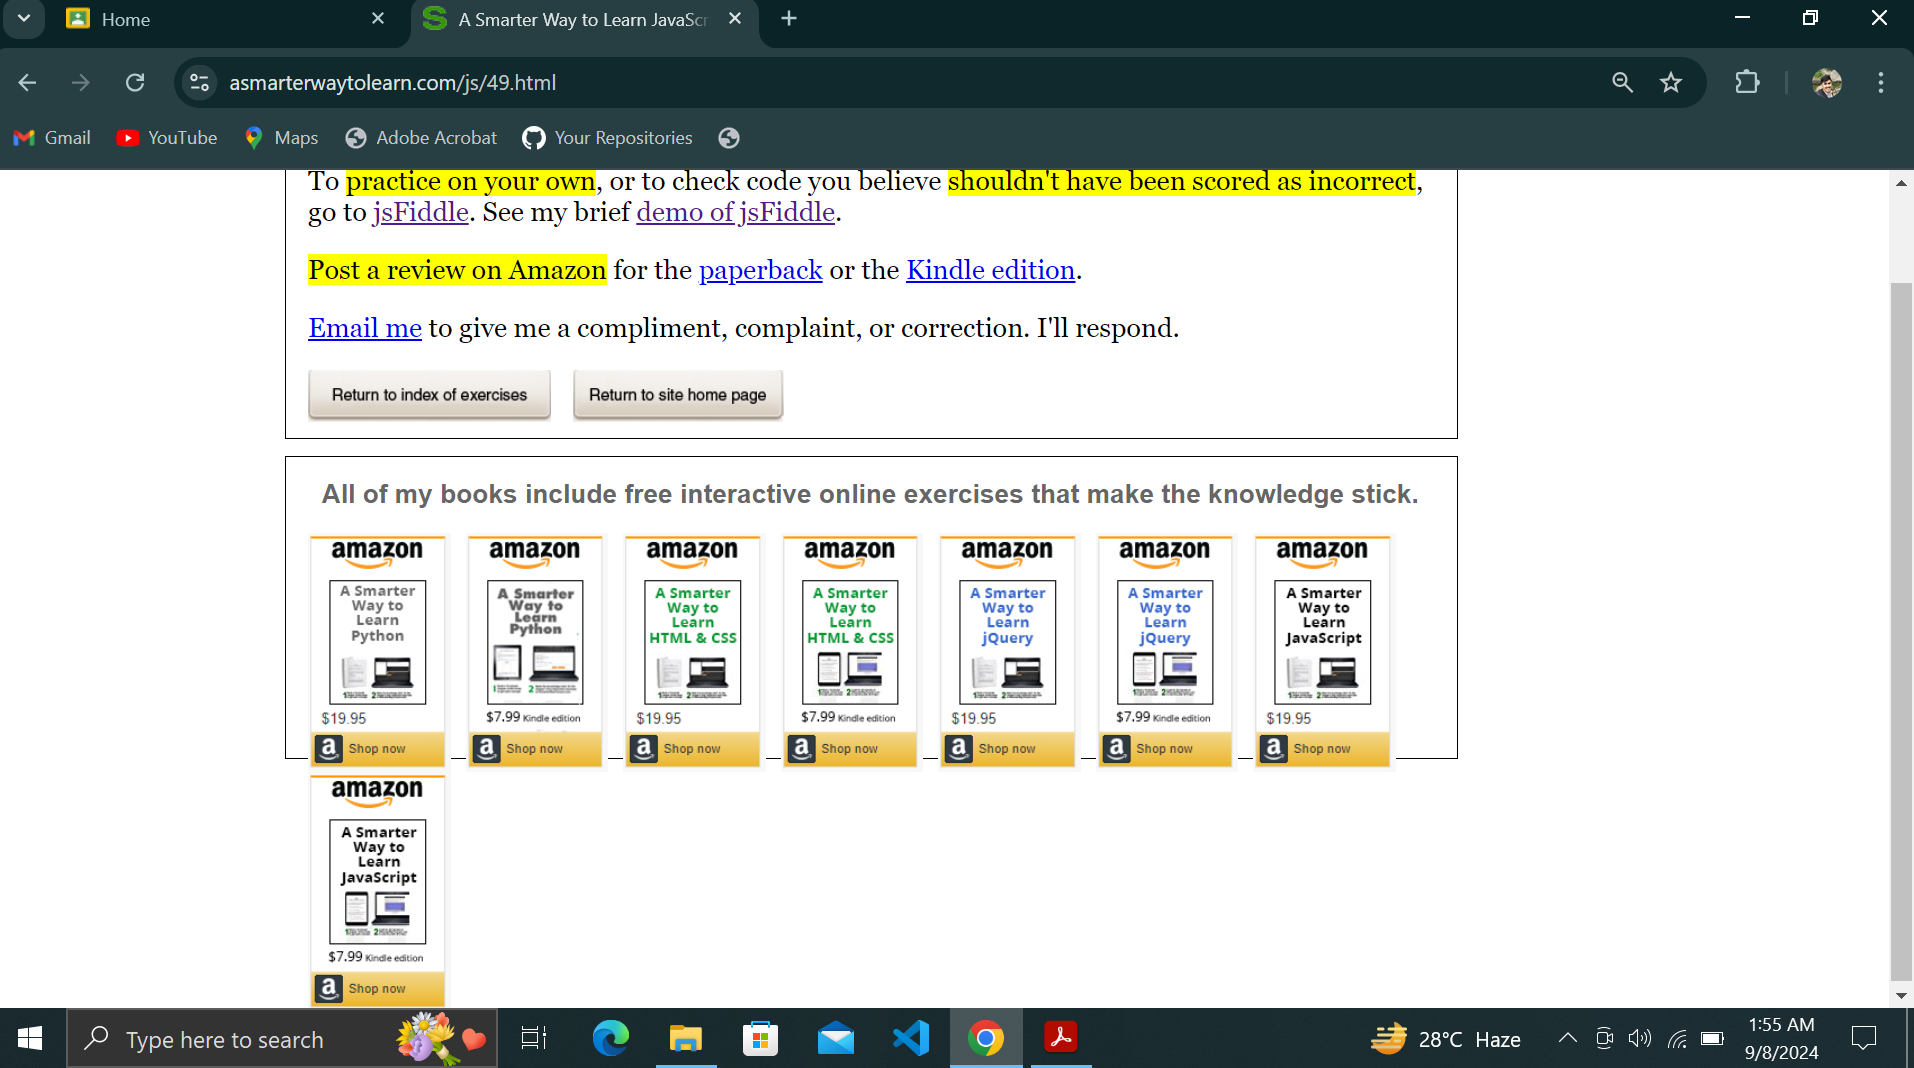 Home
A Smarter Way to Learn JavaScr
asmarterwaytolearn.com/js/49.html
Gmail YouTube Maps Adobe Acrobat Your Repositories
To practice on your own, or to check code you believe shouldn't have been scored as incorrect,
go to jsFiddle. See my brief demo of jsFiddle.
Post a review on Amazon for the paperback or the Kindle edition.
Email me to give me a compliment, complaint, or correction. I'll respond.
Return to index of exercises Return to site home page
All of my books include free interactive online exercises that make the knowledge stick.
amazon
A Smarter
Way to
Learn
Python
$19.95
a Shop now
amazon
A Smarter
Way to
Learn
Python
$7.99 Kindle edition
a Shop now
amazon
A Smarter
Way to
Learn
HTML & CSS
$19.95
a Shop now
amazon
A Smarter
Way to
Learn
HTML & CSS
$7.99 Kindle edition
a Shop now
amazon
A Smarter
Way to
Learn
jQuery
$19.95
a Shop now
amazon
A Smarter
Way to
Learn
jQuery
$7.99 Kindle edition
a Shop now
amazon
A Smarter
Way to
Learn
JavaScript
$19.95
a Shop now
amazon
A Smarter
Way to
Learn
JavaScript
$7.99 Kindle edition
a Shop now
Type here to search
28°C Haze
1:55 AM
9/8/2024